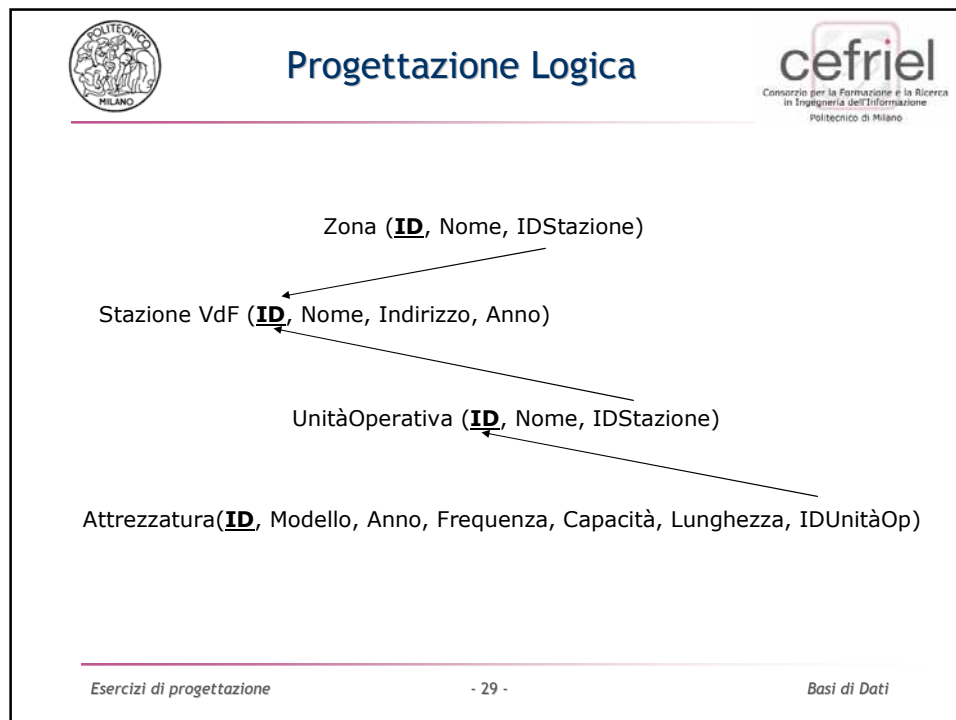 POLITECNICO
MILANO
Progettazione Logica
cefriel
Consorzio per la Formazione e la Ricerca
in Ingegneria dell'Informazione
Politecnico di Milano
Zona (ID, Nome, IDStazione)
Stazione VdF (ID, Nome, Indirizzo, Anno)
UnitàOperativa (ID, Nome, IDStazione)
Attrezzatura(ID, Modello, Anno, Frequenza, Capacità, Lunghezza, IDUnitàOp)
Esercizi di progettazione - 29 - Basi di Dati